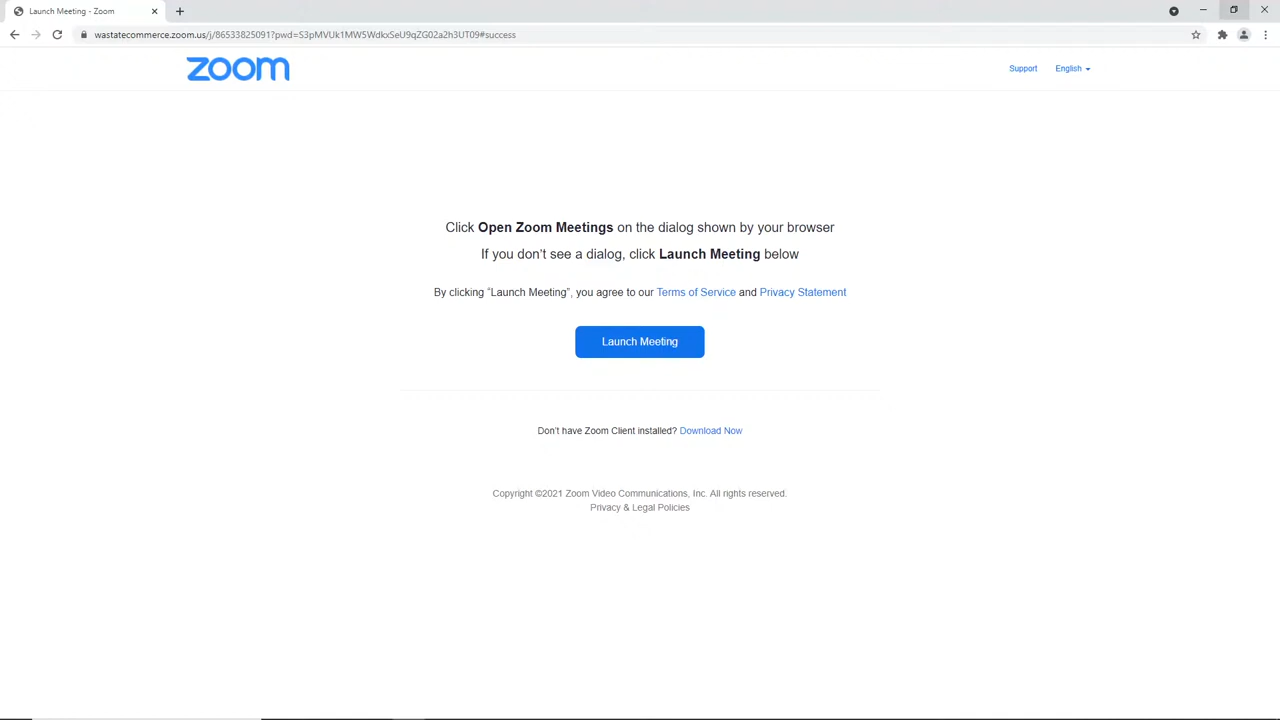 Launch Meeting - Zoom
wastatecommerce.zoom.us/j/86533825091?pwd=S3pMVUk1MW5WdkxSeU9qZG02a2h3UT09#success
zoom
Support
English
Click Open Zoom Meetings on the dialog shown by your browser
If you don’t see a dialog, click Launch Meeting below
By clicking “Launch Meeting”, you agree to our Terms of Service and Privacy Statement
Launch Meeting
Don’t have Zoom Client installed? Download Now
Copyright ©2021 Zoom Video Communications, Inc. All rights reserved.
Privacy & Legal Policies